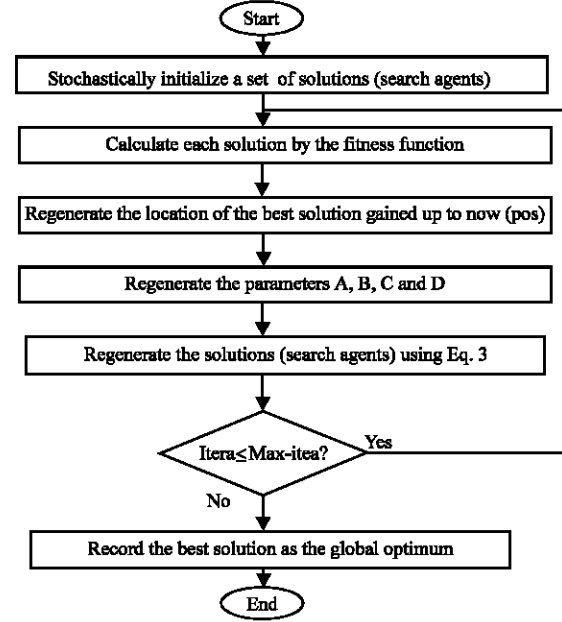 Start
Stochastically initialize a set of solutions (search agents)
Calculate each solution by the fitness function
Regenerate the location of the best solution gained up to now (pos)
Regenerate the parameters A, B, C and D
Regenerate the solutions (search agents) using Eq. 3
Itera≤Max-itea?
Yes
No
Record the best solution as the global optimum
End